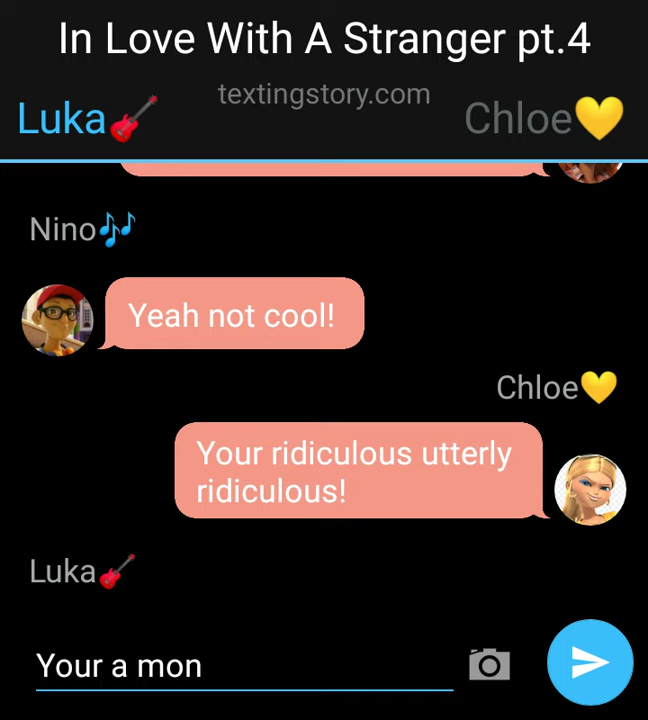 In Love With A Stranger pt.4
textingstory.com
Luka🎸
Chloe💛
Nino🎶
Yeah not cool!
Chloe💛
Your ridiculous utterly
ridiculous!
Luka🎸
Your a mon